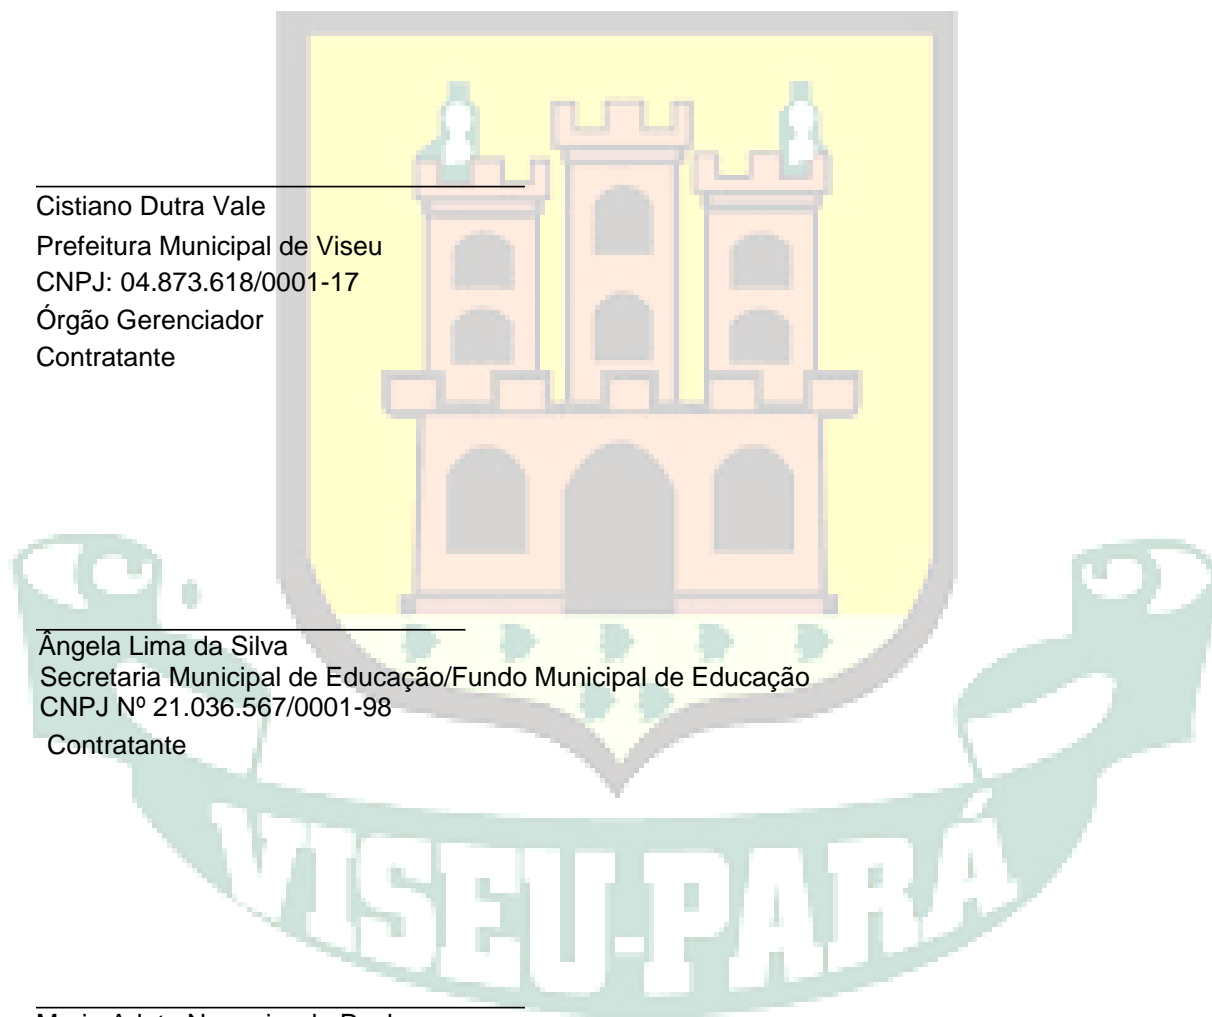 Cistiano Dutra Vale
Prefeitura Municipal de Viseu
CNPJ: 04.873.618/0001-17
Órgão Gerenciador
Contratante
Ângela Lima da Silva
Secretaria Municipal de Educação/Fundo Municipal de Educação
CNPJ Nº 21.036.567/0001-98
Contratante
VISEU-PARÁ